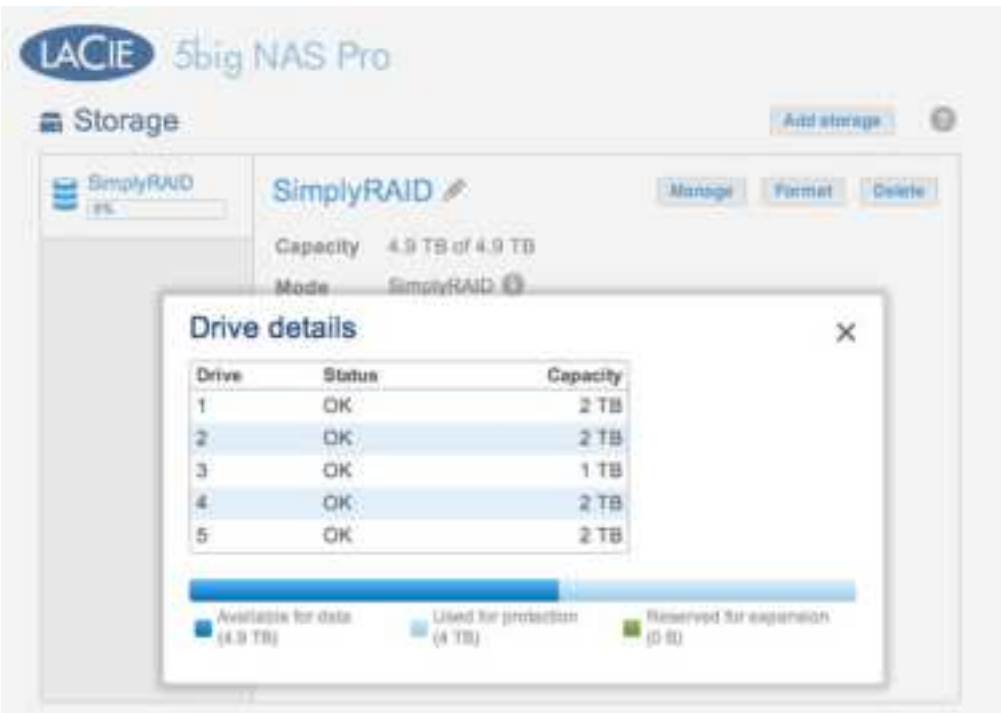 LACIE 5big NAS Pro
Storage
Add storage
?
SimplyRAID
SimplyRAID
Manage Format Delete
Capacity 4.9 TB of 4.9 TB
Mode SimplyRAID
Drive details
Drive Status Capacity
1 OK 2 TB
2 OK 2 TB
3 OK 1 TB
4 OK 2 TB
5 OK 2 TB
Available for data
(4.9 TB)
Used for protection
(4 TB)
Reserved for expansion
(0 B)